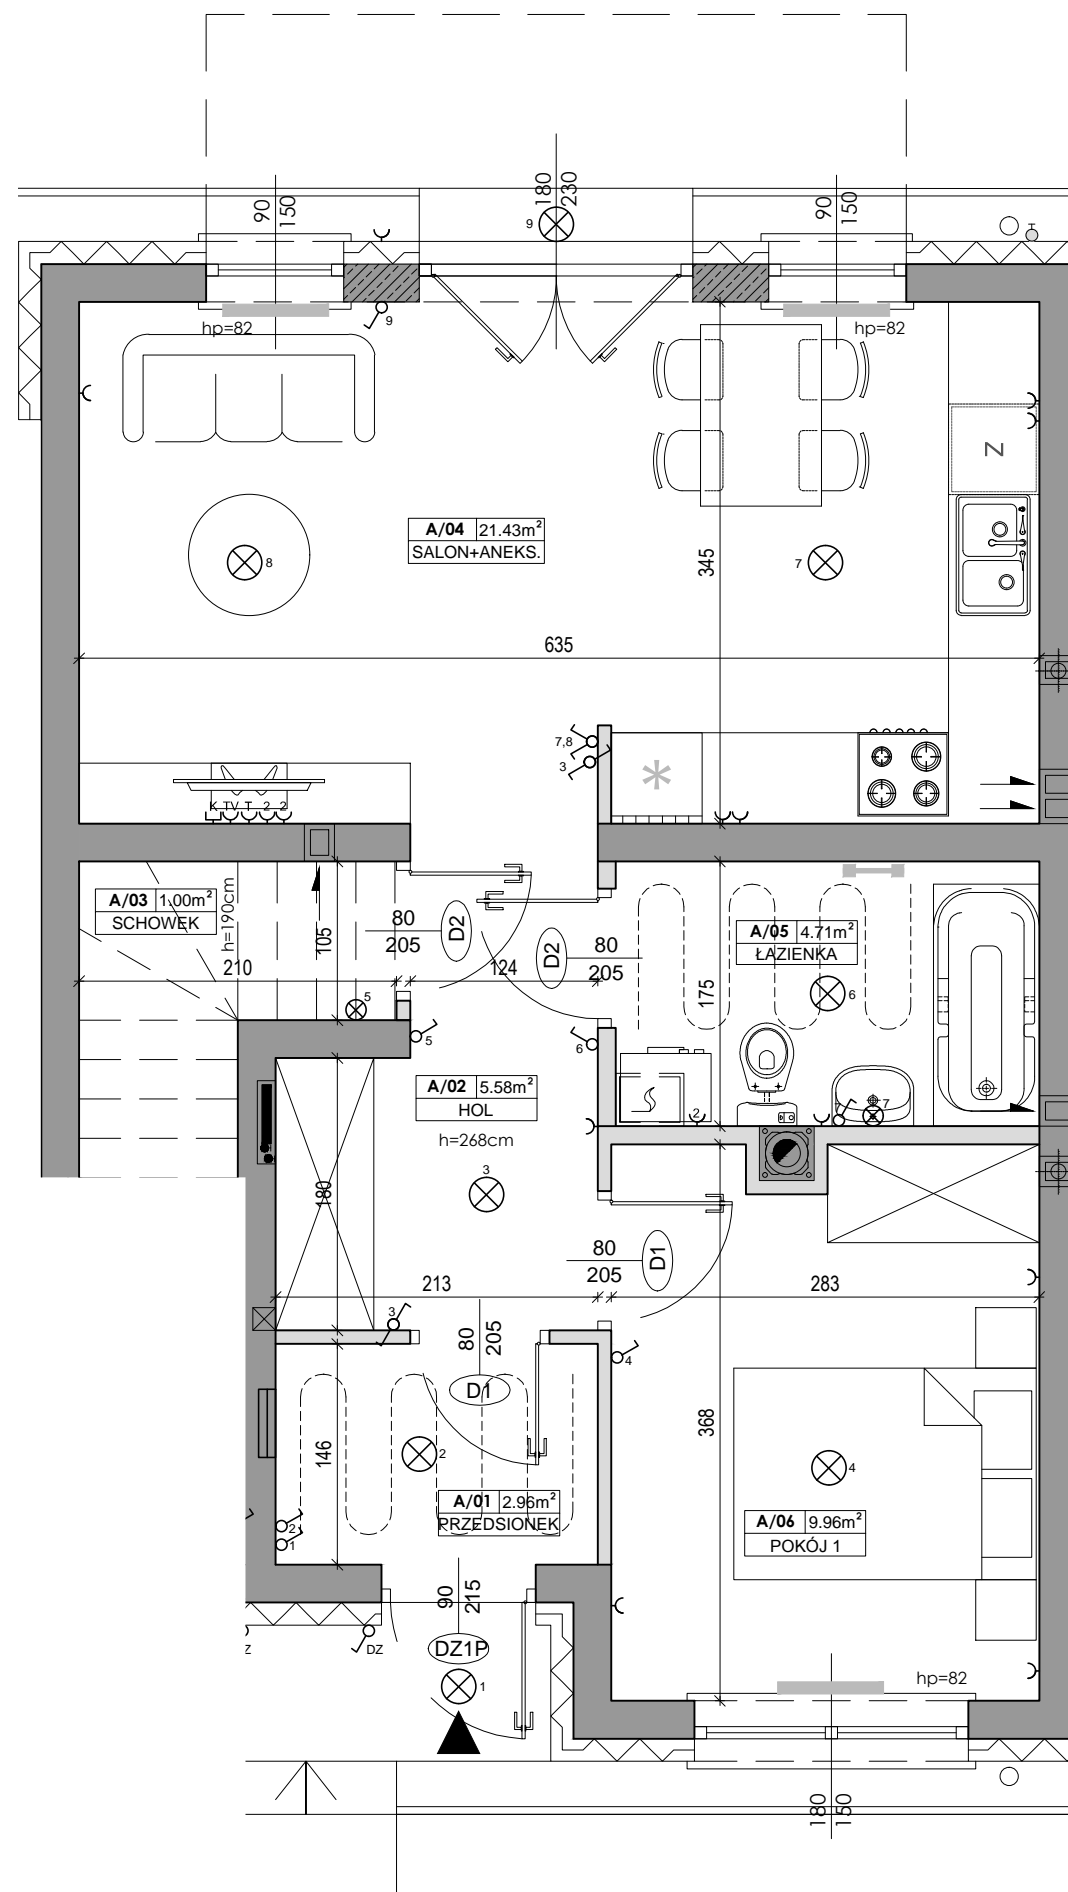 90
150
180
230
9
90
150
hp=82
9
hp=82
Z
A/04 21.43m²
SALON+ANEKS.
8
7
345
635
7,8
3
K TV T 2 2
A/03 1.00m²
SCHOWEK
h=190cm
105
80
205
D2
D2
80
205
A/05 4.71m²
ŁAZIENKA
210
124
175
6
5
5
6
A/02 5.58m²
HOL
h=268cm
2
7
3
180
80
205
D1
213
283
3
80
205
D1
4
368
146
2
4
A/01 2.96m²
PRZEDSIONEK
A/06 9.96m²
POKÓJ 1
2
1
90
215
DZ
DZ1P
1
hp=82
180
150